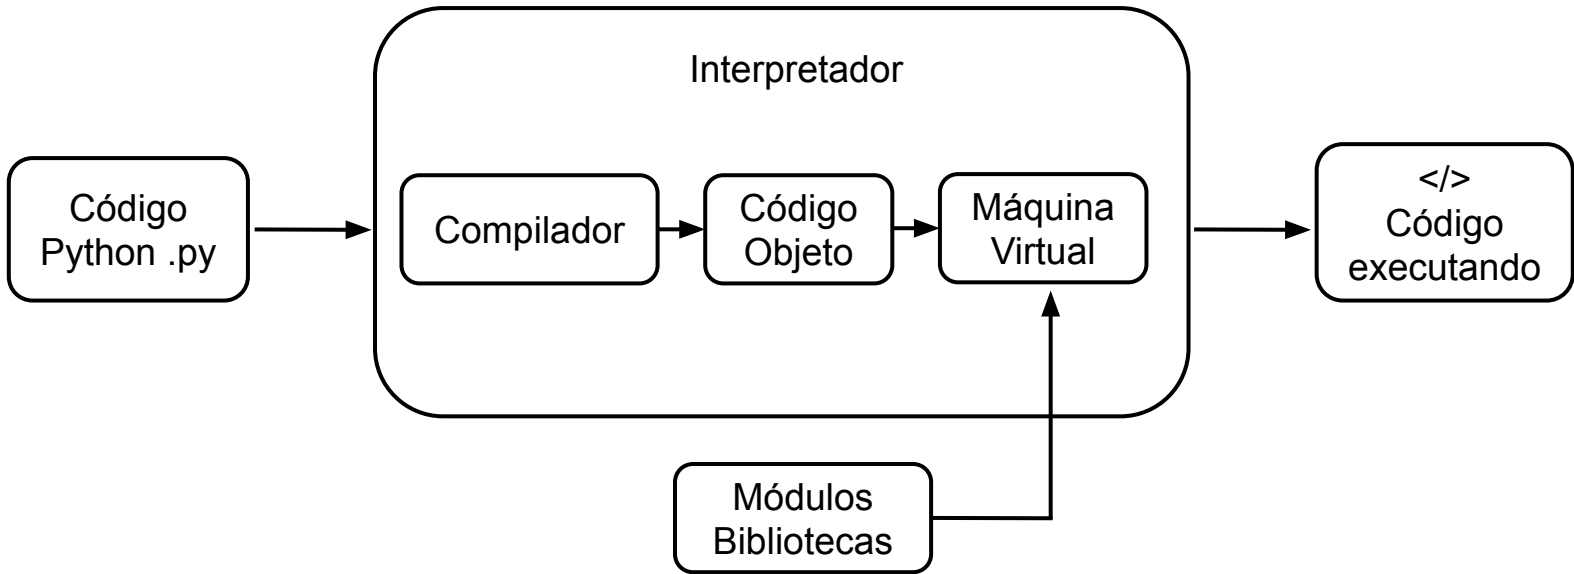 Interpretador
Código
Python .py
Compilador
Código
Objeto
Máquina
Virtual
</>
Código
executando
Módulos
Bibliotecas